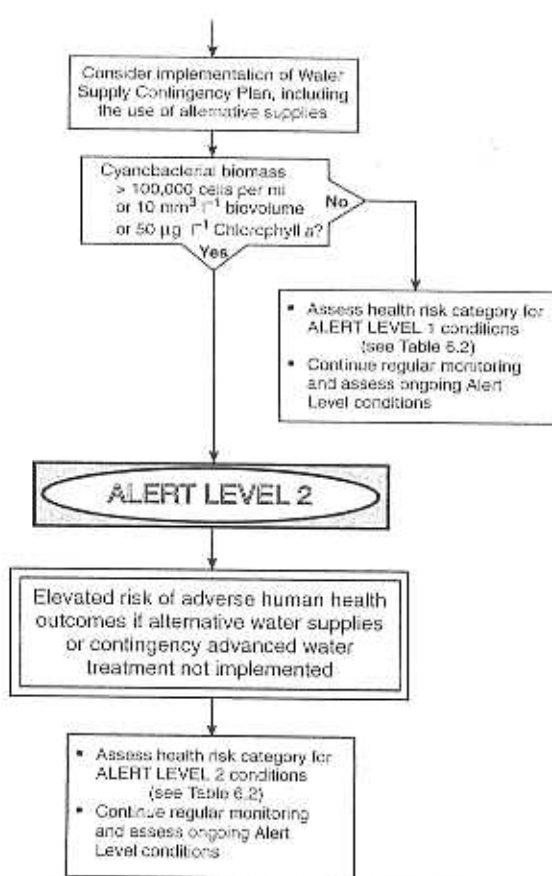 Consider implementation of Water
Supply Contingency Plan, including
the use of alternative supplies
Cyanobacterial biomass
> 100,000 cells per ml
or 10 mm³ l⁻¹ biovolume
or 50 µg l⁻¹ Chlorophyll a?
No
Yes
▪ Assess health risk category for
ALERT LEVEL 1 conditions
(see Table 6.2)
▪ Continue regular monitoring
and assess ongoing Alert
Level conditions
ALERT LEVEL 2
Elevated risk of adverse human health
outcomes if alternative water supplies
or contingency advanced water
treatment not implemented
▪ Assess health risk category for
ALERT LEVEL 2 conditions
(see Table 6.2)
▪ Continue regular monitoring
and assess ongoing Alert
Level conditions